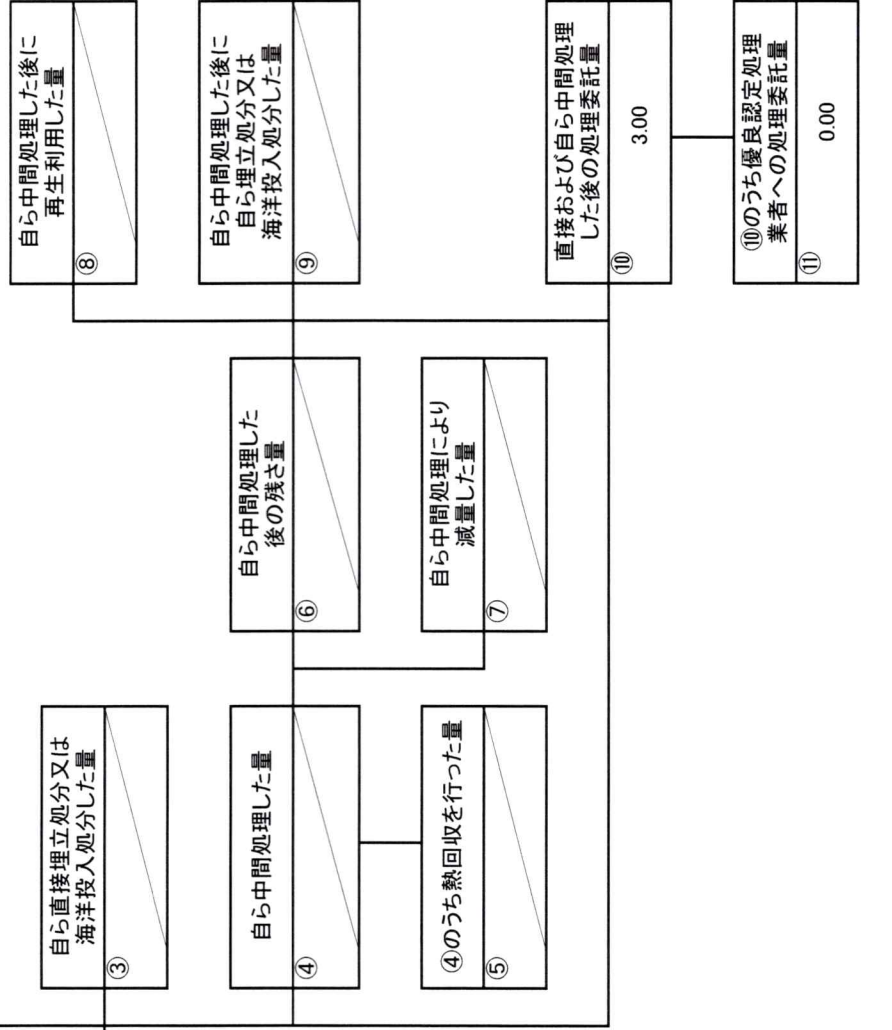 自ら直接埋立処分又は
海洋投入処分した量
③
自ら中間処理した量
④
④のうち熱回収を行った量
⑤
自ら中間処理した
後の残さ量
⑥
自ら中間処理により
減量した量
⑦
自ら中間処理した後に
再生利用した量
⑧
自ら中間処理した後に
自ら埋立処分又は
海洋投入処分した量
⑨
直接および自ら中間処理
した後の処理委託量
⑩
3.00
⑩のうち優良認定処理
業者への処理委託量
⑪
0.00